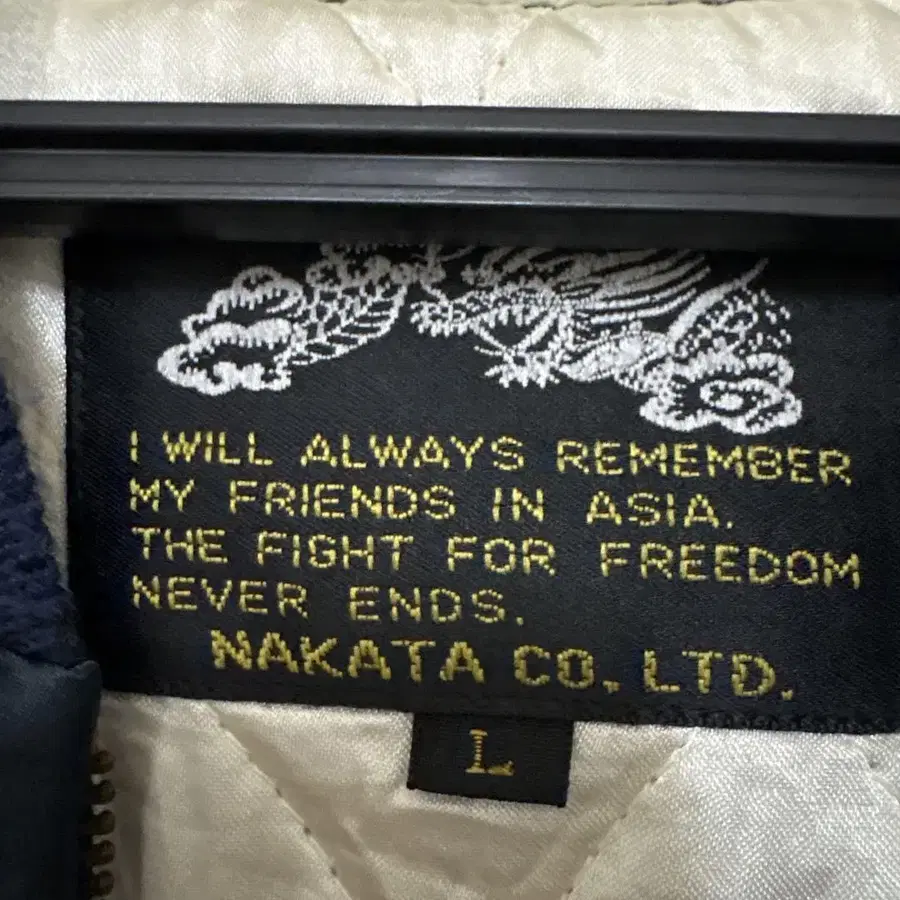 I WILL ALWAYS REMEMBER
MY FRIENDS IN ASIA.
THE FIGHT FOR FREEDOM
NEVER ENDS.
NAKATA CO, LTD.
L